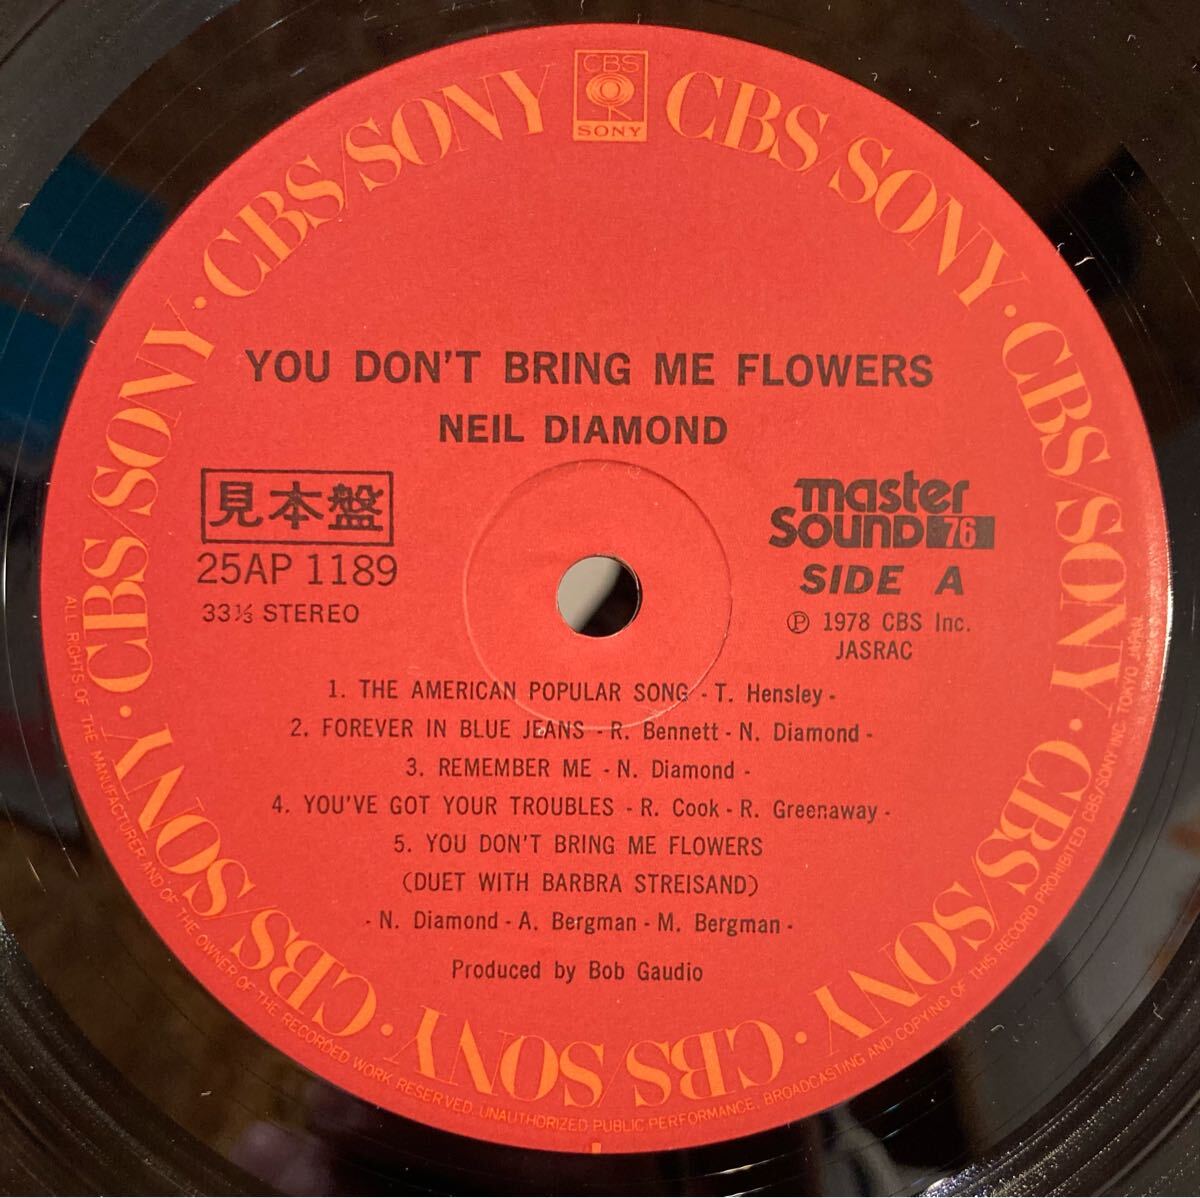 CBS
SONY
CBS/SONY · CBS/SONY · CBS/SONY · CBS/SONY · CBS/SONY · CBS/SONY · CBS/SONY · CBS/SONY
YOU DON'T BRING ME FLOWERS
NEIL DIAMOND
見本盤
25AP 1189
33⅓ STEREO
master
Sound 76
SIDE A
Ⓟ 1978 CBS Inc.
JASRAC
1. THE AMERICAN POPULAR SONG - T. Hensley -
2. FOREVER IN BLUE JEANS - R. Bennett - N. Diamond -
3. REMEMBER ME - N. Diamond -
4. YOU'VE GOT YOUR TROUBLES - R. Cook - R. Greenaway -
5. YOU DON'T BRING ME FLOWERS
(DUET WITH BARBRA STREISAND)
- N. Diamond - A. Bergman - M. Bergman -
Produced by Bob Gaudio
ALL RIGHTS OF THE MANUFACTURER AND OF THE OWNER OF THE RECORDED WORK RESERVED. UNAUTHORIZED PUBLIC PERFORMANCE, BROADCASTING AND COPYING OF THIS RECORD PROHIBITED CBS/SONY INC. TOKYO JAPAN.